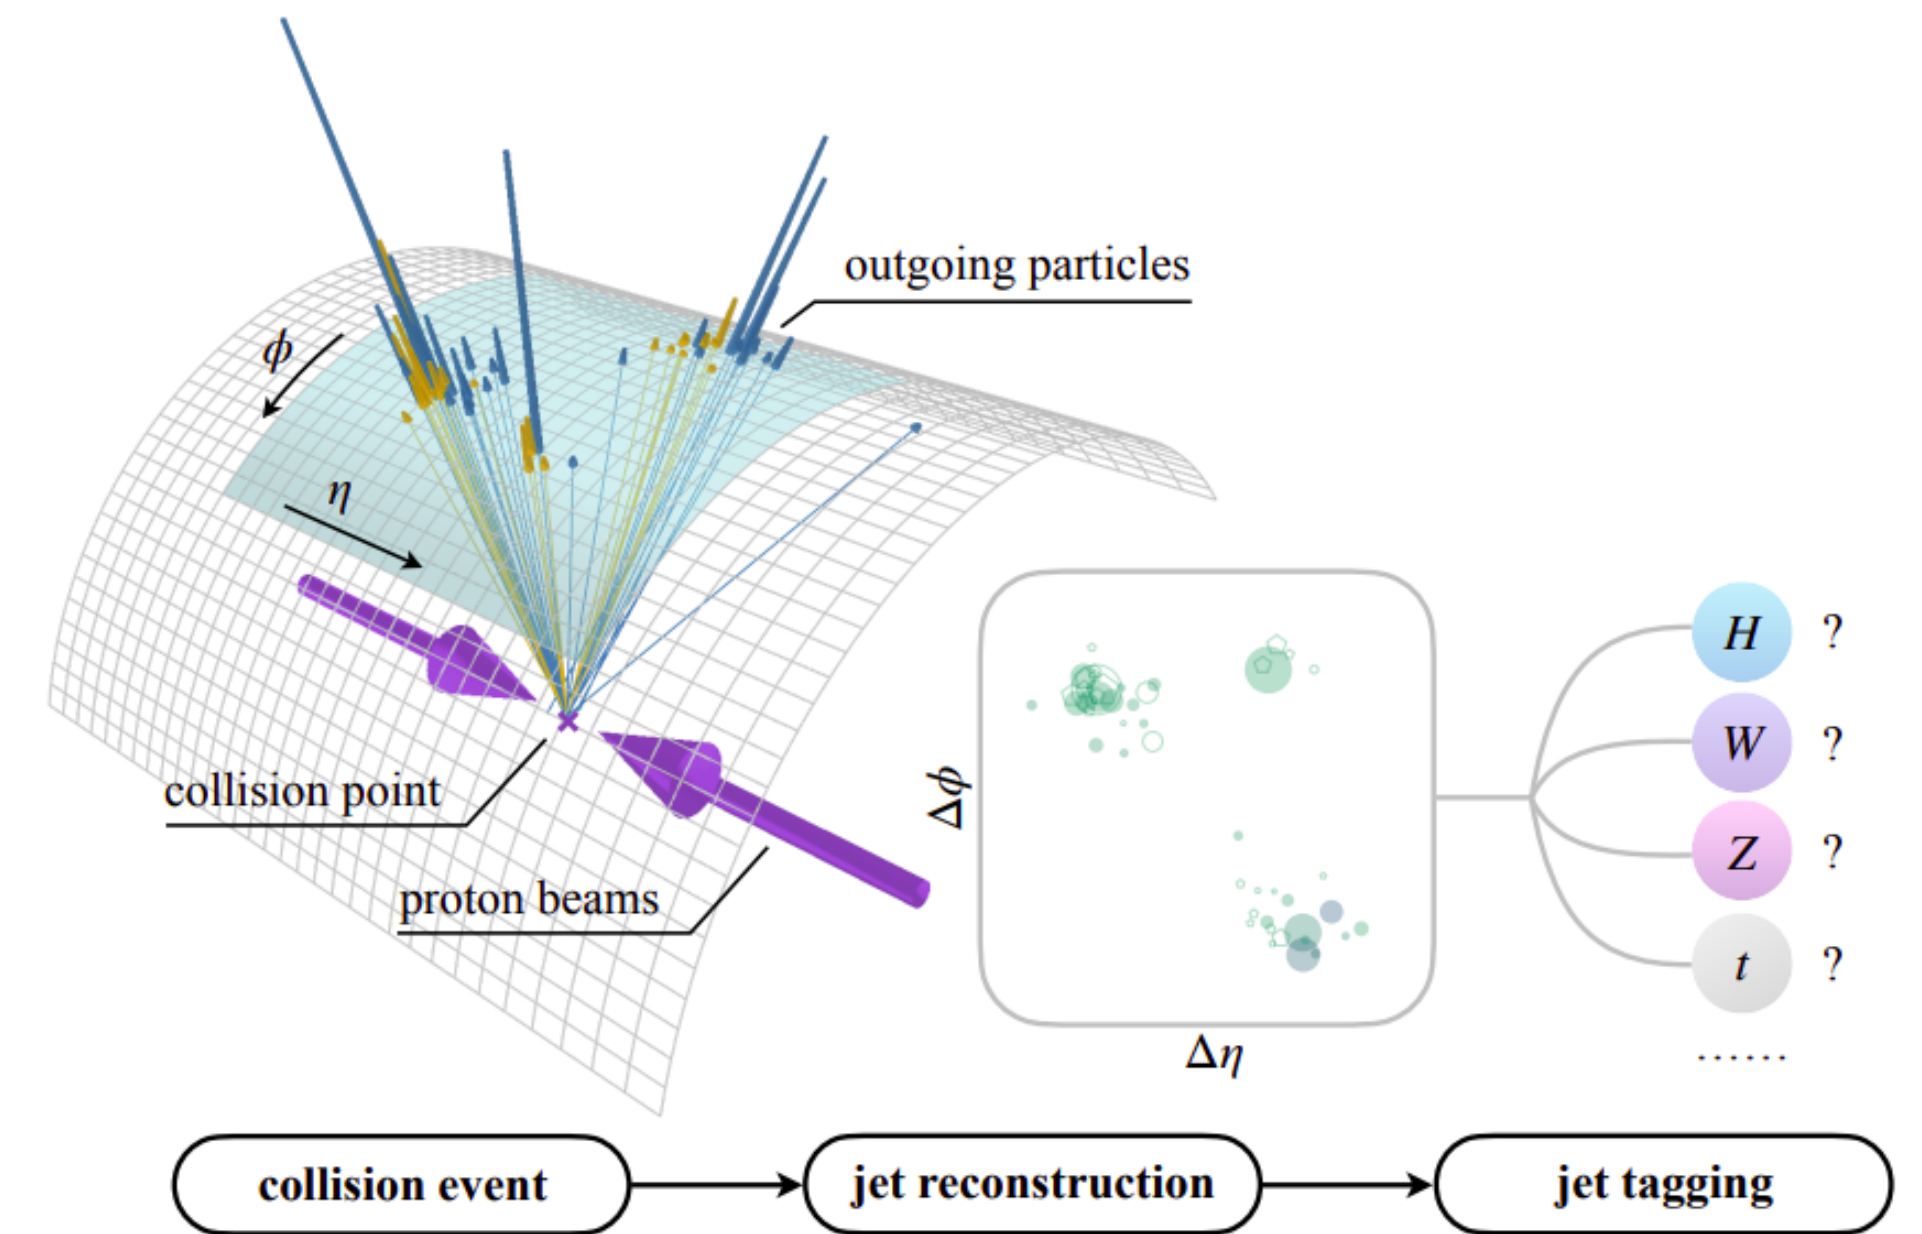 outgoing particles
ϕ
η
collision point
proton beams
Δϕ
Δη
H ?
W ?
Z ?
t ?
......
collision event
jet reconstruction
jet tagging